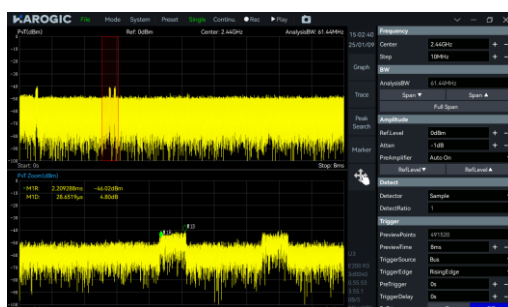 HAROGIC File Mode System Preset Single Continu. Rec Play
PvT(dBm) Ref: 0dBm Center: 2.44GHz AnalysisBW: 61.44MHz
15:02:40
25/01/09
Graph
Trace
Peak
Search
Marker
Start: 0s Stop: 8ms
PvT Zoom(dBm)
M1R: 2.209288ms -46.02dBm
M1D: 28.6519μs 4.80dB
Frequency
Center 2.44GHz + -
Step 10MHz + -
BW
AnalysisBW 61.44MHz
Span ▼ Span ▲
Full Span
Amplitude
Ref.Level 0dBm + -
Atten -1dB + -
PreAmplifier Auto On
RefLevel▼ RefLevel▲
Detect
Detector Sample
DetectRatio 1
Trigger
PreviewPoints 491520
PreviewTime 8ms + -
TriggerSource Bus
TriggerEdge RisingEdge
PreTrigger 0s + -
TriggerDelay 0s + -